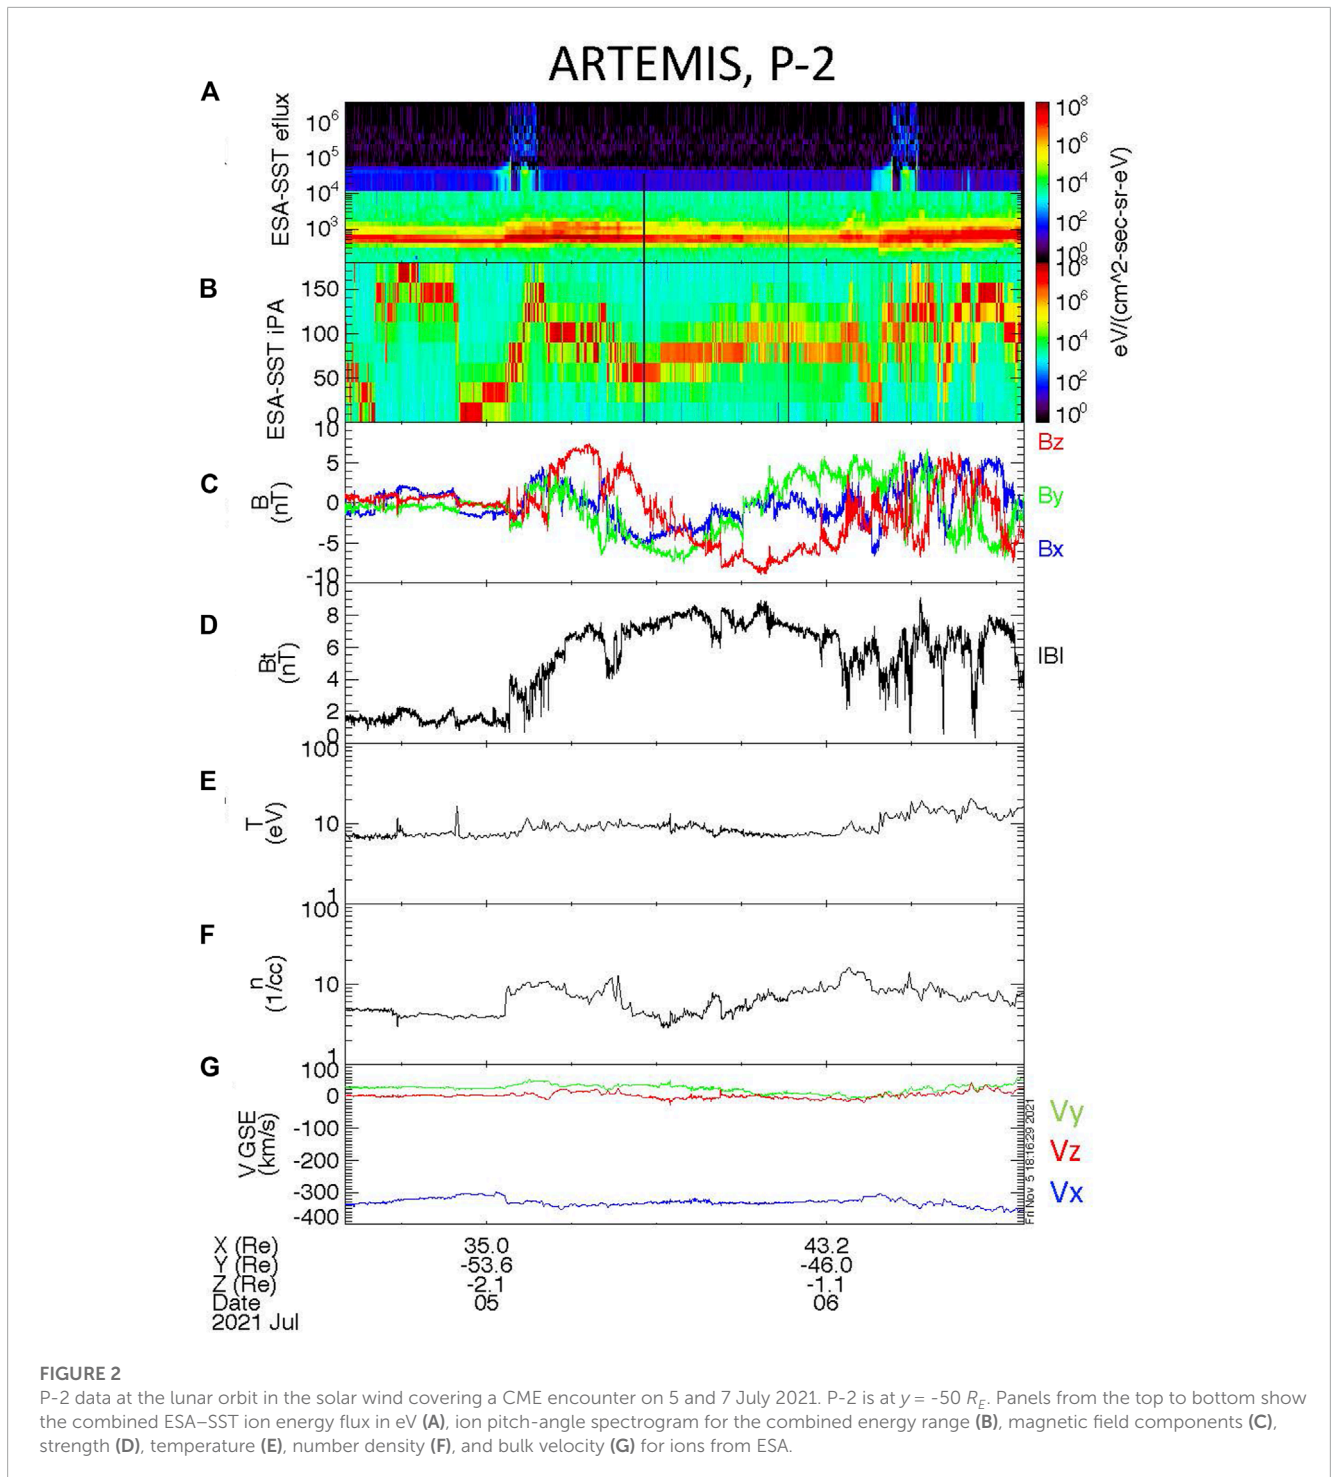 ARTEMIS, P-2
A
ESA-SST eflux
10^6
10^5
10^4
10^3
10^8
10^6
10^4
10^2
10^0
eV/(cm^2-sec-sr-eV)
B
ESA-SST iPA
150
100
50
0
10^8
10^6
10^4
10^2
10^0
C
B
(nT)
10
5
0
-5
-10
Bz
By
Bx
D
Bt
(nT)
10
8
6
4
2
0
|B|
E
T
(eV)
100
10
1
F
n
(1/cc)
100
10
1
G
V GSE
(km/s)
100
0
-100
-200
-300
-400
Vy
Vz
Vx
Fri Nov 5 18:16:29 2021
X (Re) 35.0 43.2
Y (Re) -53.6 -46.0
Z (Re) -2.1 -1.1
Date 05 06
2021 Jul
FIGURE 2
P-2 data at the lunar orbit in the solar wind covering a CME encounter on 5 and 7 July 2021. P-2 is at y = -50 R_E. Panels from the top to bottom show
the combined ESA–SST ion energy flux in eV (A), ion pitch-angle spectrogram for the combined energy range (B), magnetic field components (C),
strength (D), temperature (E), number density (F), and bulk velocity (G) for ions from ESA.